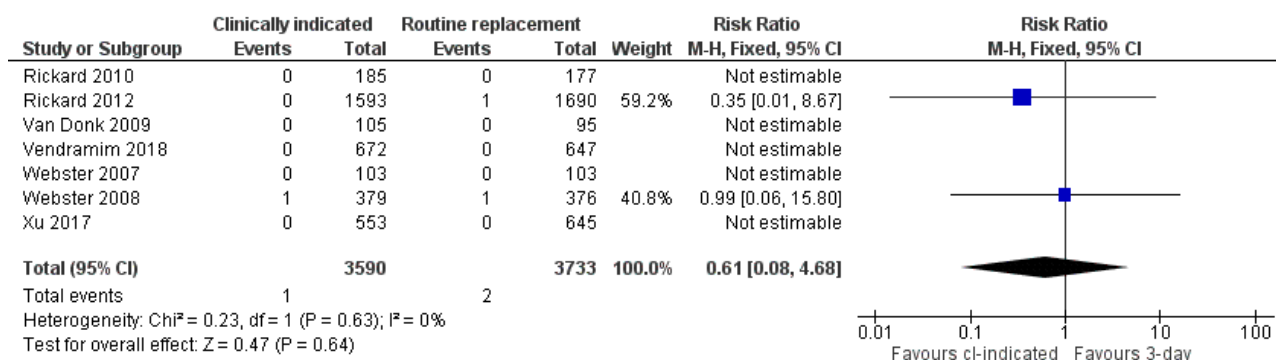 Clinically indicated Routine replacement Risk Ratio Risk Ratio
Study or Subgroup Events Total Events Total Weight M-H, Fixed, 95% CI M-H, Fixed, 95% CI
Rickard 2010 0 185 0 177 Not estimable
Rickard 2012 0 1593 1 1690 59.2% 0.35 [0.01, 8.67]
Van Donk 2009 0 105 0 95 Not estimable
Vendramim 2018 0 672 0 647 Not estimable
Webster 2007 0 103 0 103 Not estimable
Webster 2008 1 379 1 376 40.8% 0.99 [0.06, 15.80]
Xu 2017 0 553 0 645 Not estimable
Total (95% CI) 3590 3733 100.0% 0.61 [0.08, 4.68]
Total events 1 2
Heterogeneity: Chi² = 0.23, df = 1 (P = 0.63); I² = 0%
Test for overall effect: Z = 0.47 (P = 0.64)
0.01 0.1 1 10 100
Favours cl-indicated Favours 3-day